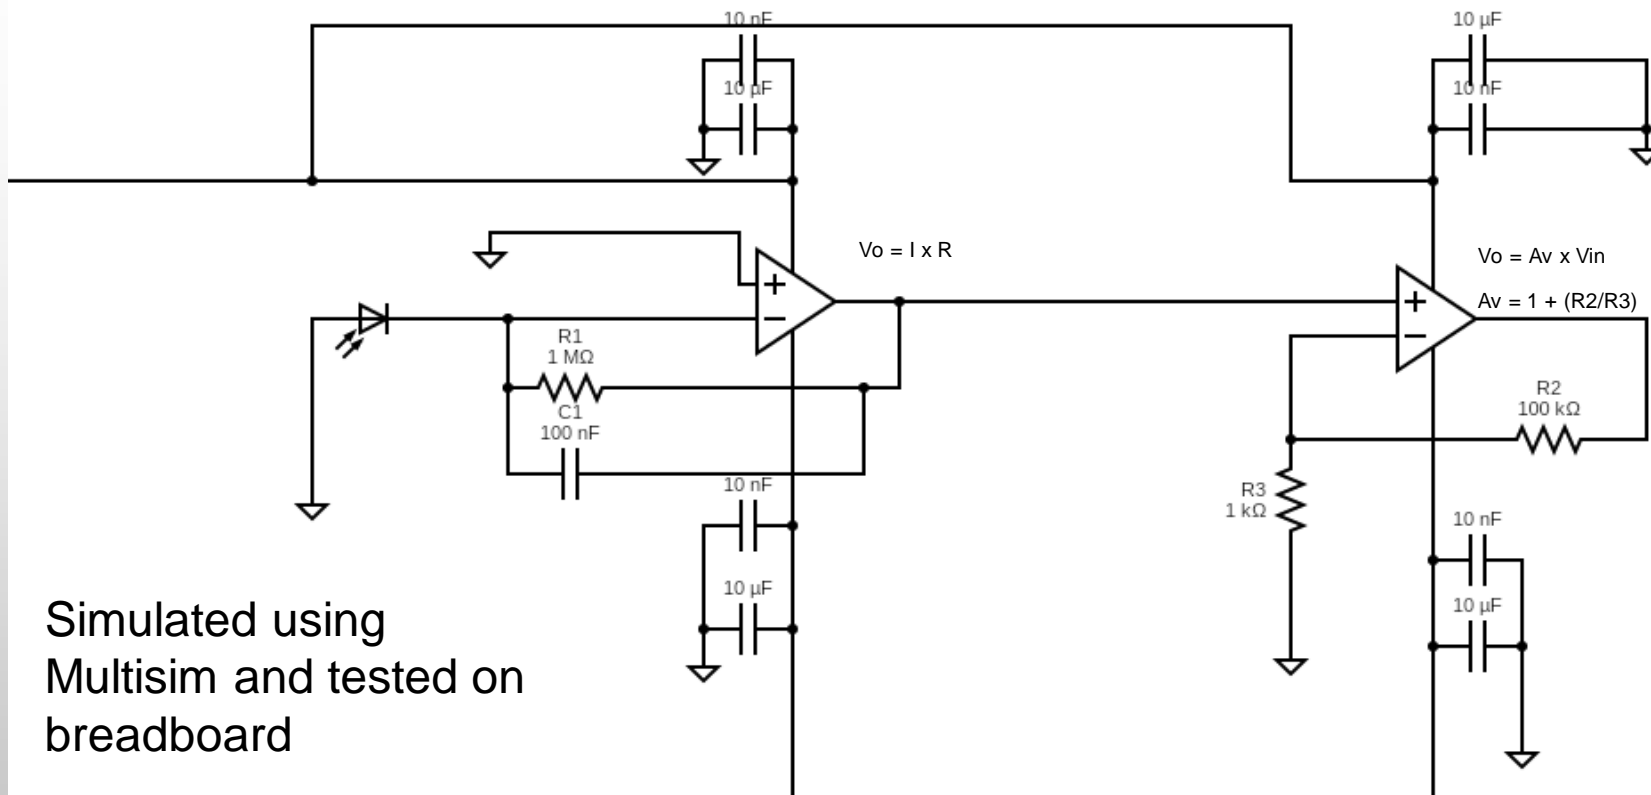 10 nF
10 µF
10 µF
10 nF
Vo = I x R
Vo = Av x Vin
Av = 1 + (R2/R3)
+
−
+
−
R1
1 MΩ
C1
100 nF
R2
100 kΩ
10 nF
R3
1 kΩ
10 nF
10 µF
10 µF
Simulated using
Multisim and tested on
breadboard